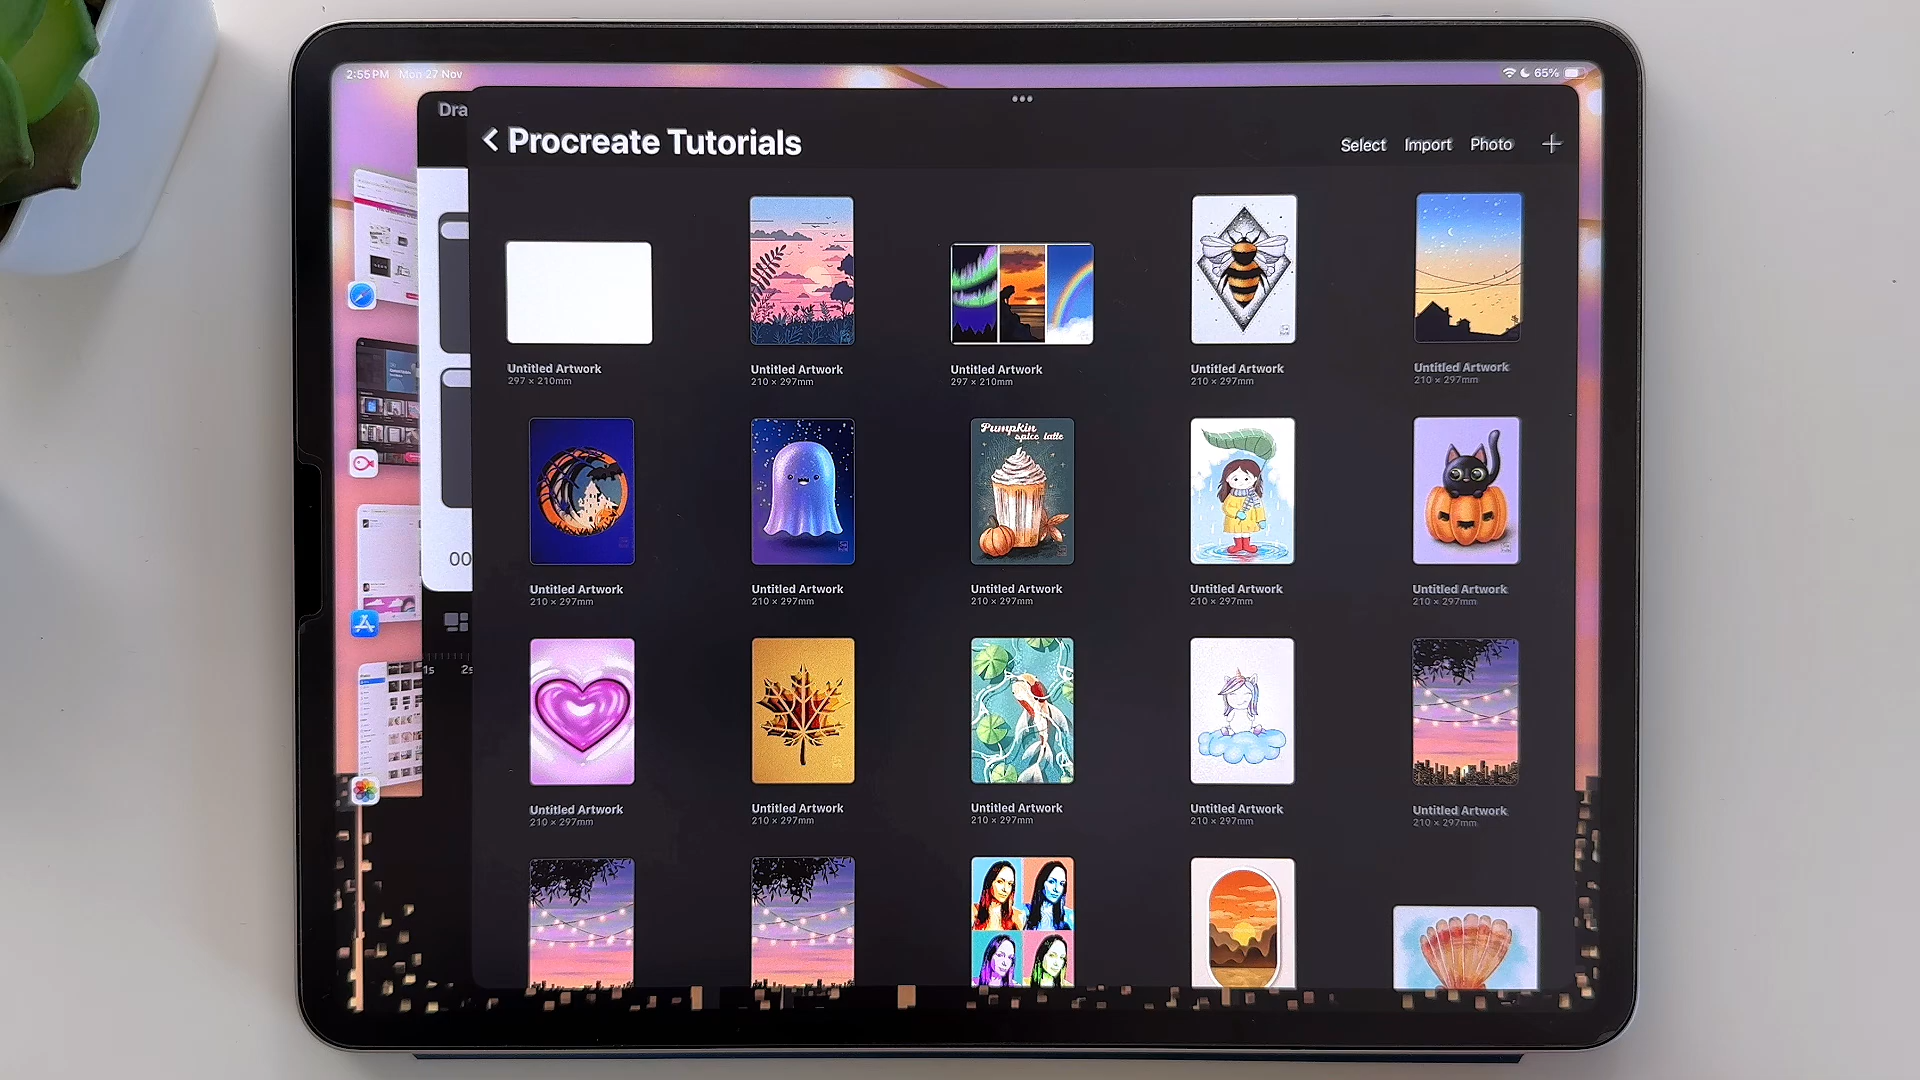 2:55PM Mon 27 Nov
65%
Dra
Procreate Tutorials
Select Import Photo
Untitled Artwork
297 × 210mm
Untitled Artwork
210 × 297mm
Untitled Artwork
297 × 210mm
Untitled Artwork
210 × 297mm
Untitled Artwork
210 × 297mm
Pumpkin
spice latte
00
Untitled Artwork
210 × 297mm
Untitled Artwork
210 × 297mm
Untitled Artwork
210 × 297mm
Untitled Artwork
210 × 297mm
Untitled Artwork
210 × 297mm
1s 2s
Untitled Artwork
210 × 297mm
Untitled Artwork
210 × 297mm
Untitled Artwork
210 × 297mm
Untitled Artwork
210 × 297mm
Untitled Artwork
210 × 297mm